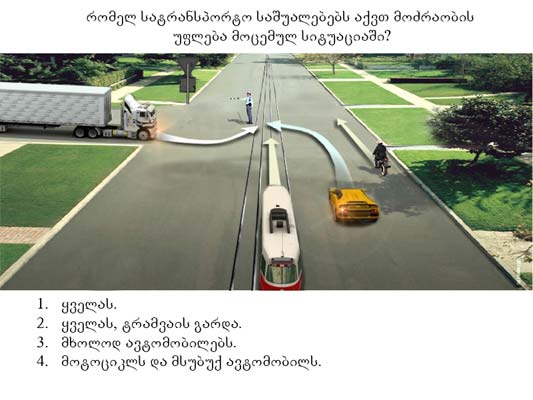 რომელ სატრანსპორტო საშუალებებს აქვთ მოძრაობის
უფლება მოცემულ სიტუაციაში?
1. ყველას.
2. ყველას, ტრამვაის გარდა.
3. მხოლოდ ავტომობილებს.
4. მოტოციკლს და მსუბუქ ავტომობილს.